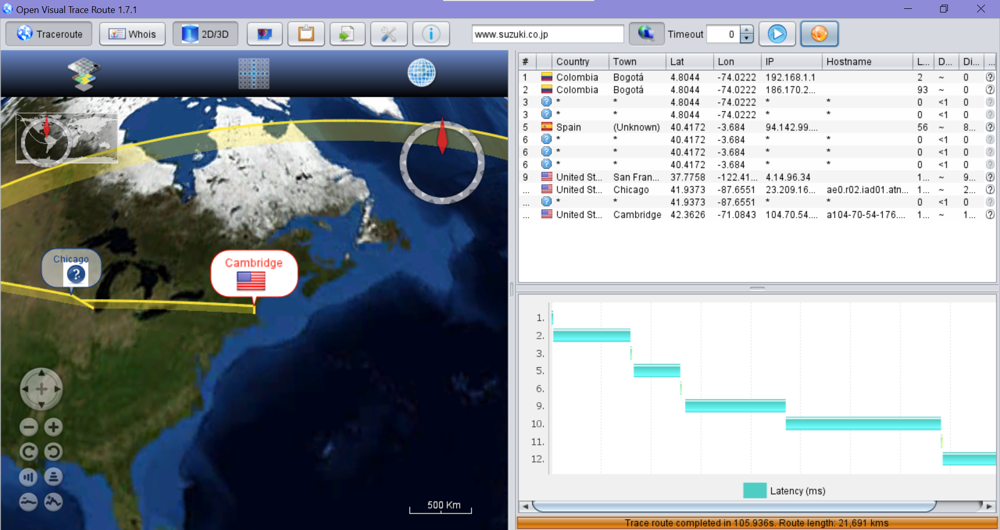 Open Visual Trace Route 1.7.1
Traceroute Whois 2D/3D www.suzuki.co.jp Timeout 0
# Country Town Lat Lon IP Hostname L... D... Di... ...
1 Colombia Bogotá 4.8044 -74.0222 192.168.1.1 2 ~ 0
2 Colombia Bogotá 4.8044 -74.0222 186.170.2... 93 ~ 0
3 * * 4.8044 -74.0222 * * 0 <1 0
3 * * 4.8044 -74.0222 * * 0 <1 0
5 Spain (Unknown) 40.4172 -3.684 94.142.99.... 56 ~ 8...
6 * * 40.4172 -3.684 * * 0 <1 0
6 * * 40.4172 -3.684 * * 0 <1 0
6 * * 40.4172 -3.684 * * 0 <1 0
9 United St... San Fran... 37.7758 -122.41... 4.14.96.34 1... ~ 9...
... United St... Chicago 41.9373 -87.6551 23.209.16... ae0.r02.iad01.atn... 1... ~ 2...
... * * 41.9373 -87.6551 * * 0 <1 0
... United St... Cambridge 42.3626 -71.0843 104.70.54.... a104-70-54-176.... 1... ~ 1...
Chicago
Cambridge
500 Km
1.
2.
3.
5.
6.
9.
10.
11.
12.
Latency (ms)
Trace route completed in 105.936s. Route length: 21,691 kms